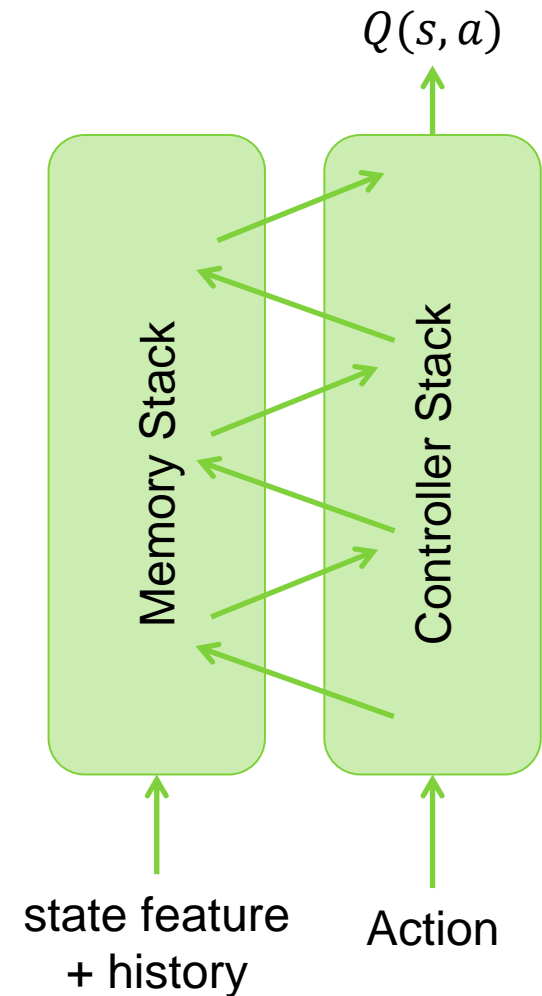 Q(s, a)
Memory Stack
Controller Stack
state feature
+ history
Action